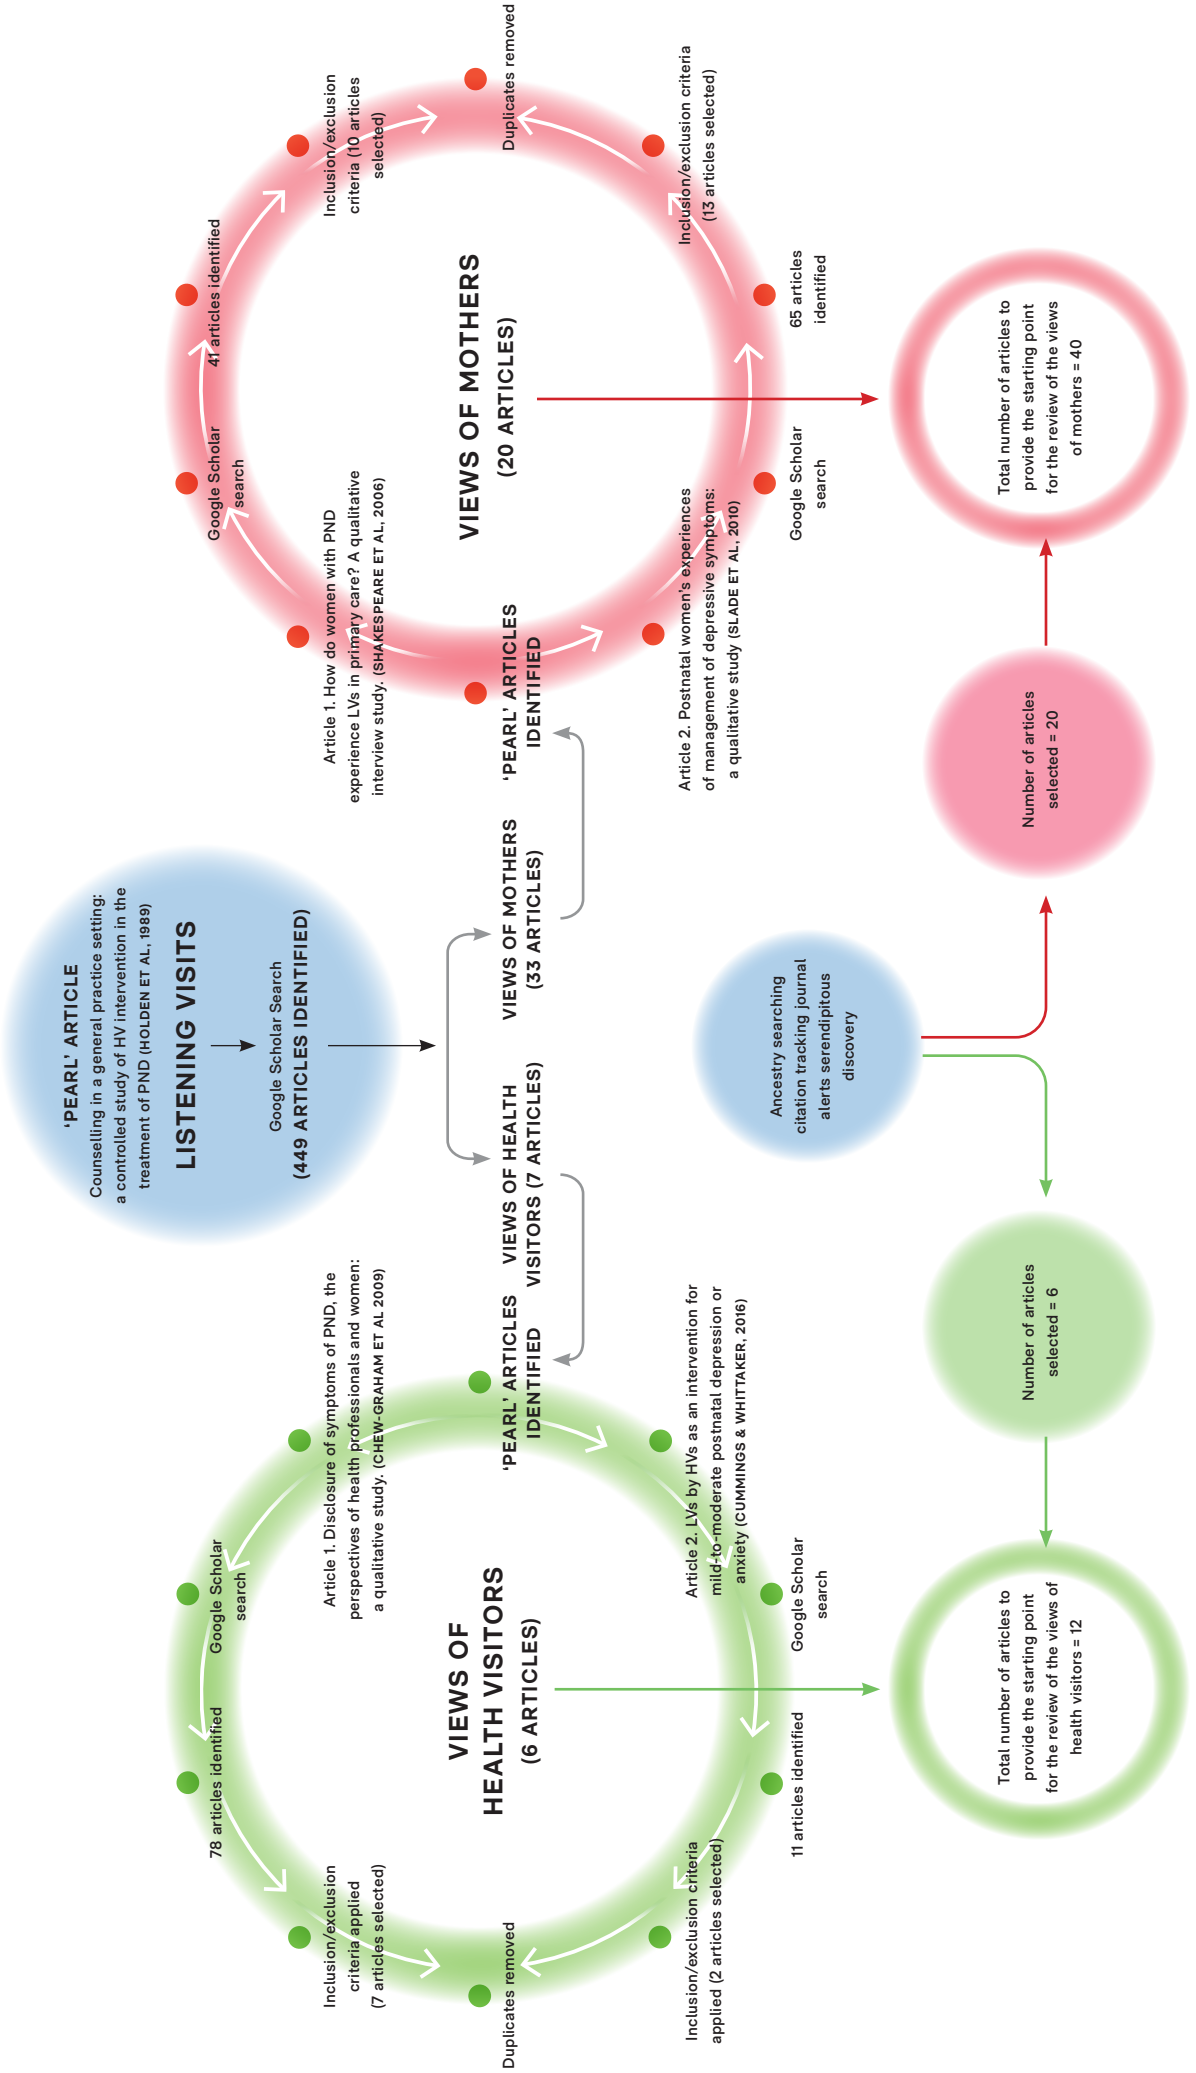 'PEARL' ARTICLE
Counselling in a general practice setting:
a controlled study of HV intervention in the
treatment of PND (HOLDEN ET AL, 1989)
LISTENING VISITS
Google Scholar Search
(449 ARTICLES IDENTIFIED)
VIEWS OF HEALTH
VISITORS (7 ARTICLES)
VIEWS OF MOTHERS
(33 ARTICLES)
'PEARL' ARTICLES
IDENTIFIED
Article 1. Disclosure of symptoms of PND, the
perspectives of health professionals and women:
a qualitative study. (CHEW-GRAHAM ET AL 2009)
Google Scholar
search
78 articles identified
Inclusion/exclusion
criteria applied
(7 articles selected)
Duplicates removed
Article 2. LVs by HVs as an intervention for
mild-to-moderate postnatal depression or
anxiety (CUMMINGS & WHITTAKER, 2016)
Google Scholar
search
11 articles identified
Inclusion/exclusion criteria
applied (2 articles selected)
VIEWS OF
HEALTH VISITORS
(6 ARTICLES)
'PEARL' ARTICLES
IDENTIFIED
Article 1. How do women with PND
experience LVs in primary care? A qualitative
interview study. (SHAKESPEARE ET AL, 2006)
Google Scholar
search
41 articles identified
Inclusion/exclusion
criteria (10 articles
selected)
Duplicates removed
Article 2. Postnatal women's experiences
of management of depressive symptoms:
a qualitative study (SLADE ET AL, 2010)
Google Scholar
search
65 articles
identified
Inclusion/exclusion criteria
(13 articles selected)
VIEWS OF MOTHERS
(20 ARTICLES)
Ancestry searching
citation tracking journal
alerts serendipitous
discovery
Total number of articles to
provide the starting point
for the review of the views of
health visitors = 12
Number of articles
selected = 6
Number of articles
selected = 20
Total number of articles to
provide the starting point
for the review of the views
of mothers = 40